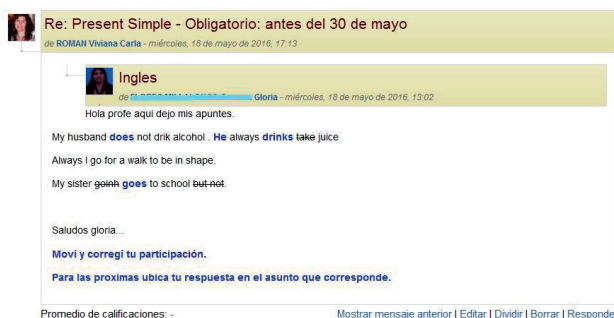 Re: Present Simple - Obligatorio: antes del 30 de mayo
de ROMAN Viviana Carla - miércoles, 18 de mayo de 2016, 17:13
Ingles
de Gloria - miércoles, 18 de mayo de 2016, 13:02
Hola profe aqui dejo mis apuntes.
My husband does not drik alcohol . He always drinks take juice
Always I go for a walk to be in shape.
My sister goinh goes to school but not.
Saludos gloria...
Moví y corregí tu participación.
Para las proximas ubica tu respuesta en el asunto que corresponde.
Promedio de calificaciones: - Mostrar mensaje anterior | Editar | Dividir | Borrar | Responde